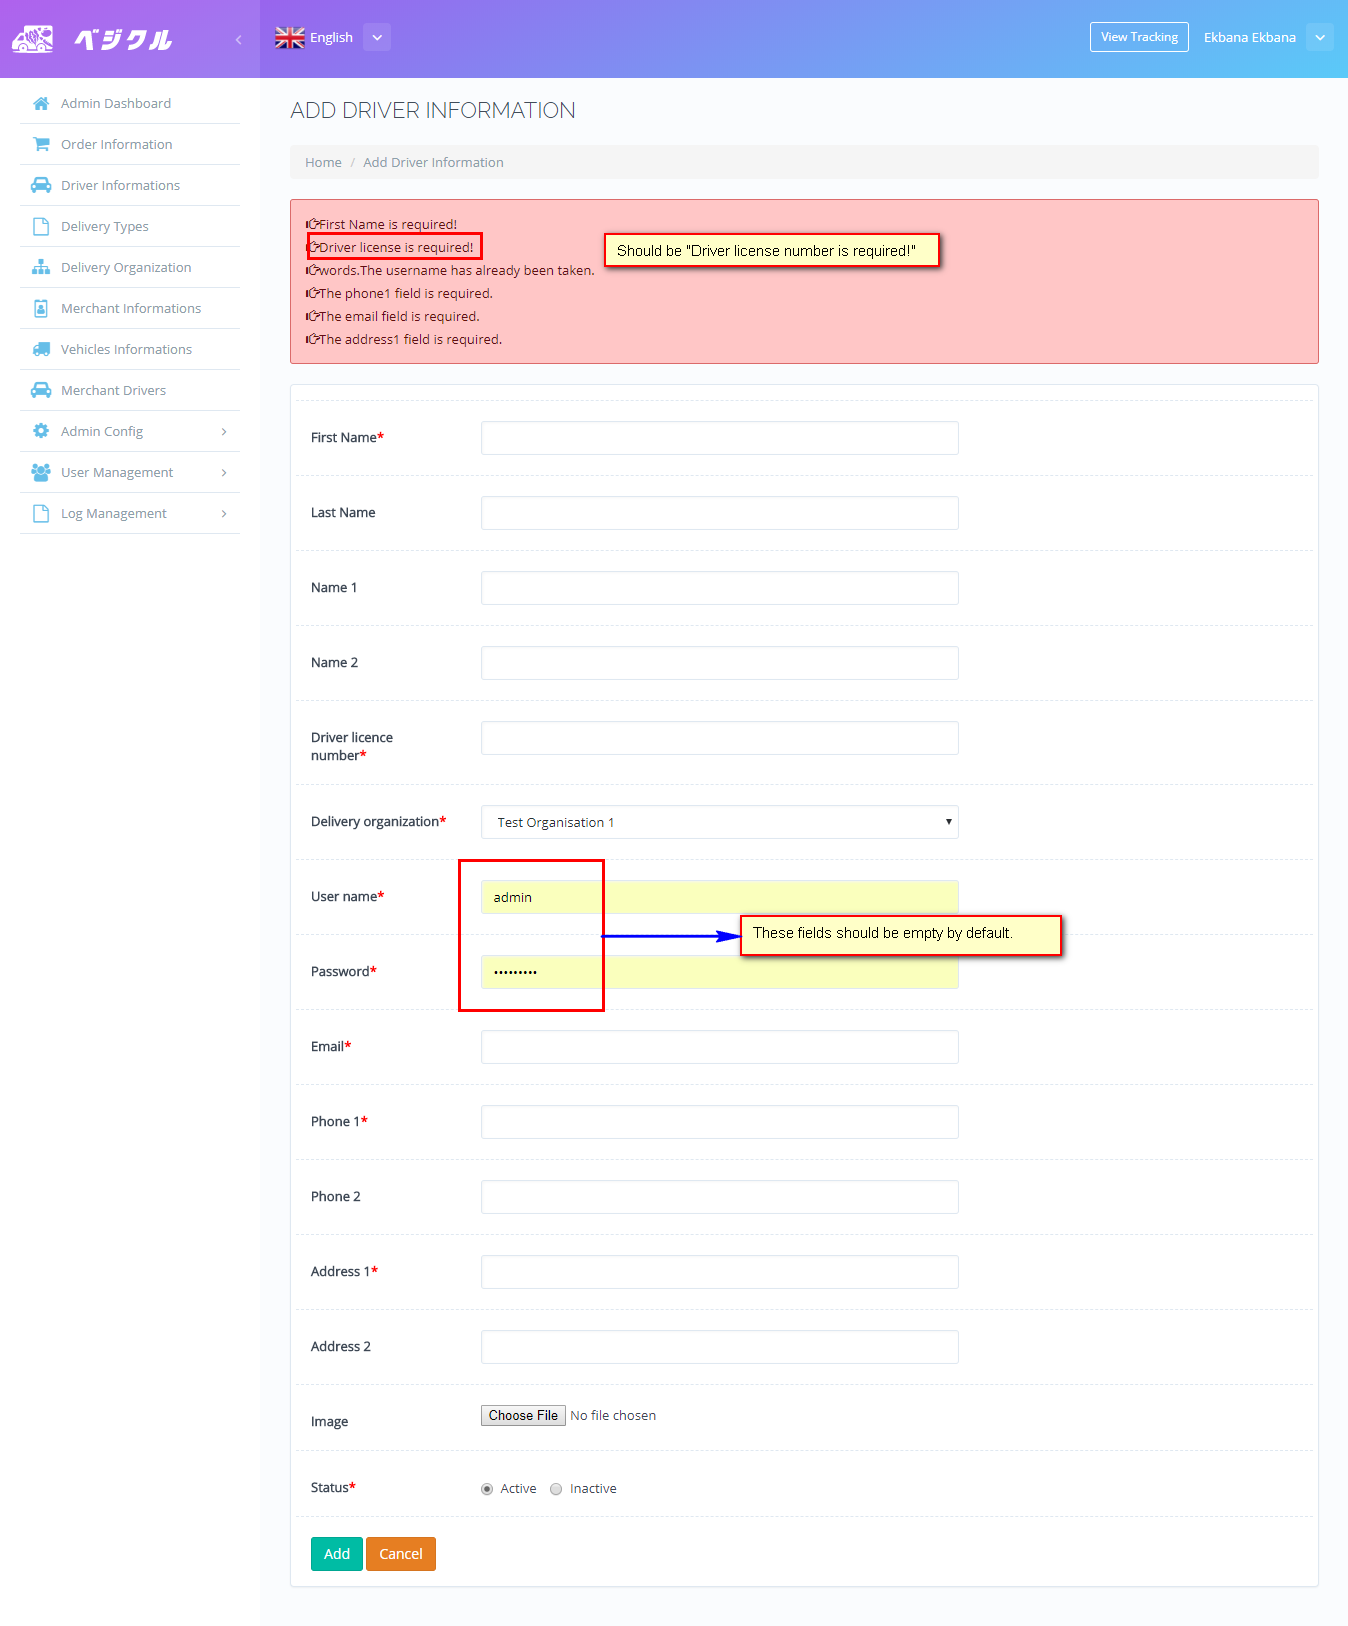 ベジクル
English
View Tracking
Ekbana Ekbana
Admin Dashboard
Order Information
Driver Informations
Delivery Types
Delivery Organization
Merchant Informations
Vehicles Informations
Merchant Drivers
Admin Config
User Management
Log Management
ADD DRIVER INFORMATION
Home / Add Driver Information
First Name is required!
Driver license is required!
Should be "Driver license number is required!"
words.The username has already been taken.
The phone1 field is required.
The email field is required.
The address1 field is required.
First Name*
Last Name
Name 1
Name 2
Driver licence
number*
Delivery organization*
Test Organisation 1
User name*
admin
These fields should be empty by default.
Password*
•••••••••
Email*
Phone 1*
Phone 2
Address 1*
Address 2
Image
Choose File No file chosen
Status*
Active Inactive
Add Cancel